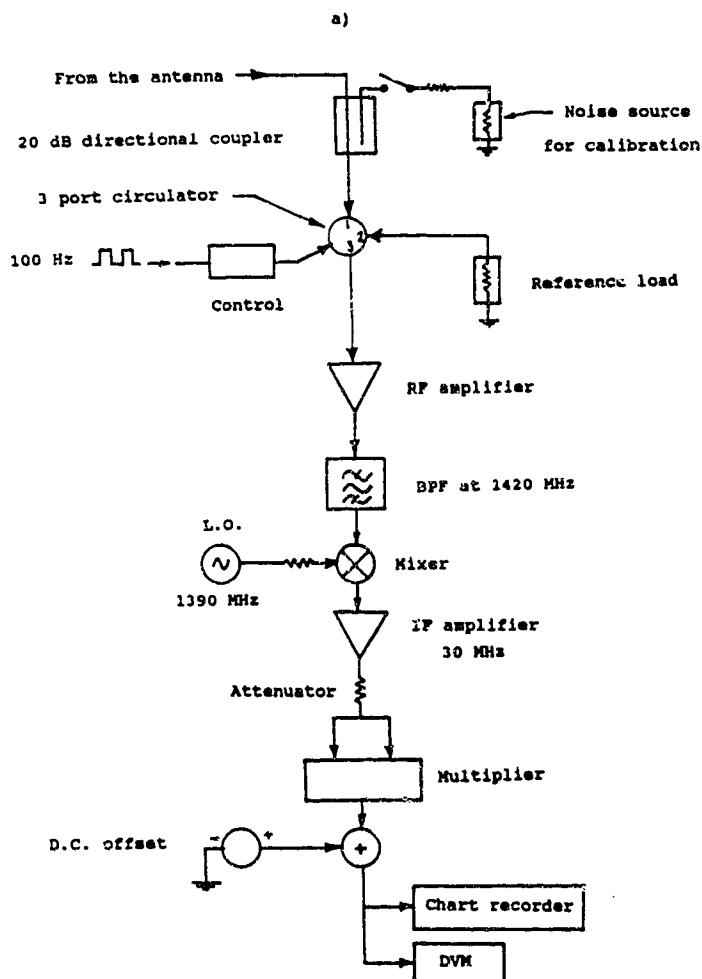 a)
From the antenna
20 dB directional coupler
Noise source
for calibration
3 port circulator
1
2
3
100 Hz
Control
Reference load
RF amplifier
BPF at 1420 MHz
L.O.
1390 MHz
Mixer
IF amplifier
30 MHz
Attenuator
Multiplier
D.C. offset
- +
+
Chart recorder
DVM